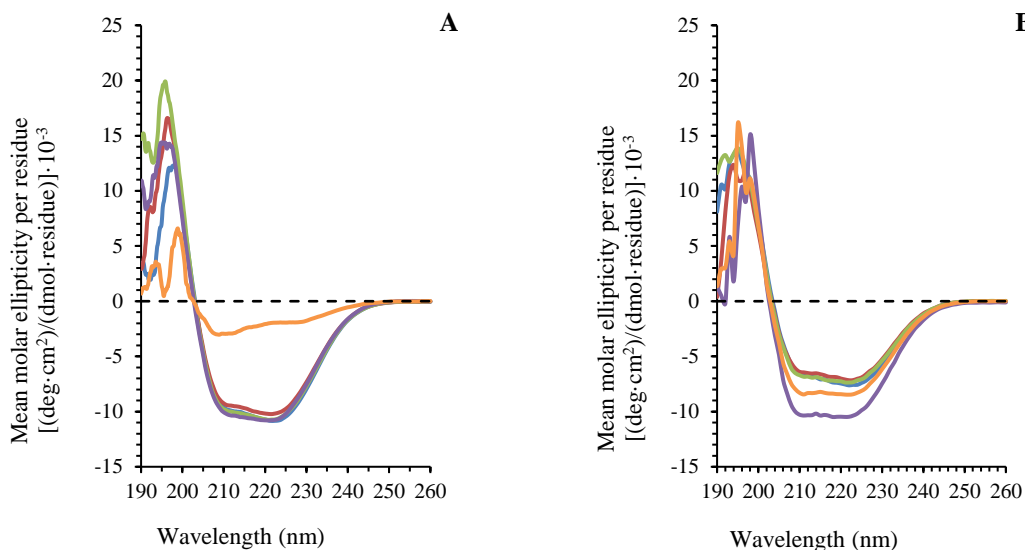 A
Mean molar ellipticity per residue
[(deg·cm²)/(dmol·residue)]·10⁻³
25
20
15
10
5
0
-5
-10
-15
190 200 210 220 230 240 250 260
Wavelength (nm)
Mean molar ellipticity per residue
[(deg·cm²)/(dmol·residue)]·10⁻³
25
20
15
10
5
0
-5
-10
-15
190 200 210 220 230 240 250 260
Wavelength (nm)